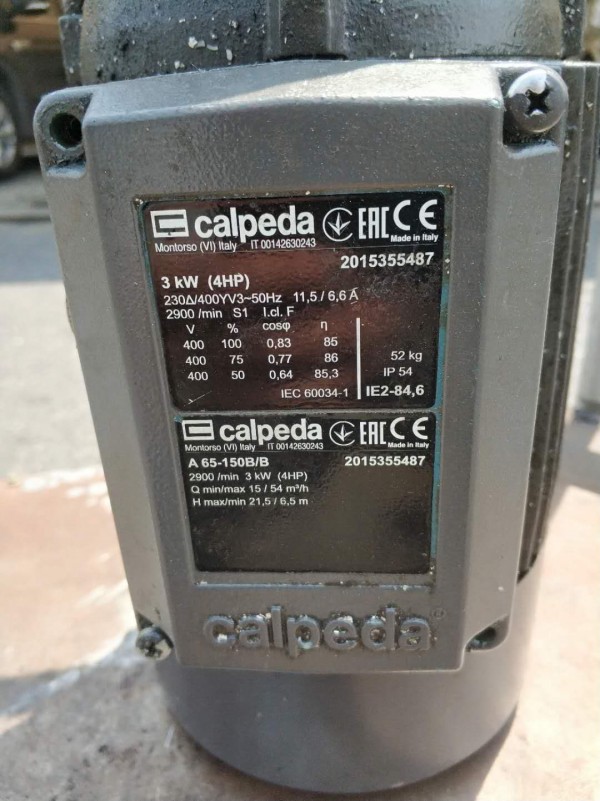 calpeda EAC CE
Montorso (VI) Italy IT 00142630243 Made in Italy
2015355487
3 kW (4HP)
230Δ/400YV3~50Hz 11,5 / 6,6 A
2900 /min S1 I.cl. F
V % cosφ η
400 100 0,83 85
400 75 0,77 86 52 kg
400 50 0,64 85,3 IP 54
IEC 60034-1 IE2-84,6
calpeda EAC CE
Montorso (VI) Italy IT 00142630243 Made in Italy
A 65-150B/B 2015355487
2900 /min 3 kW (4HP)
Q min/max 15 / 54 m³/h
H max/min 21,5 / 6,5 m
calpeda®